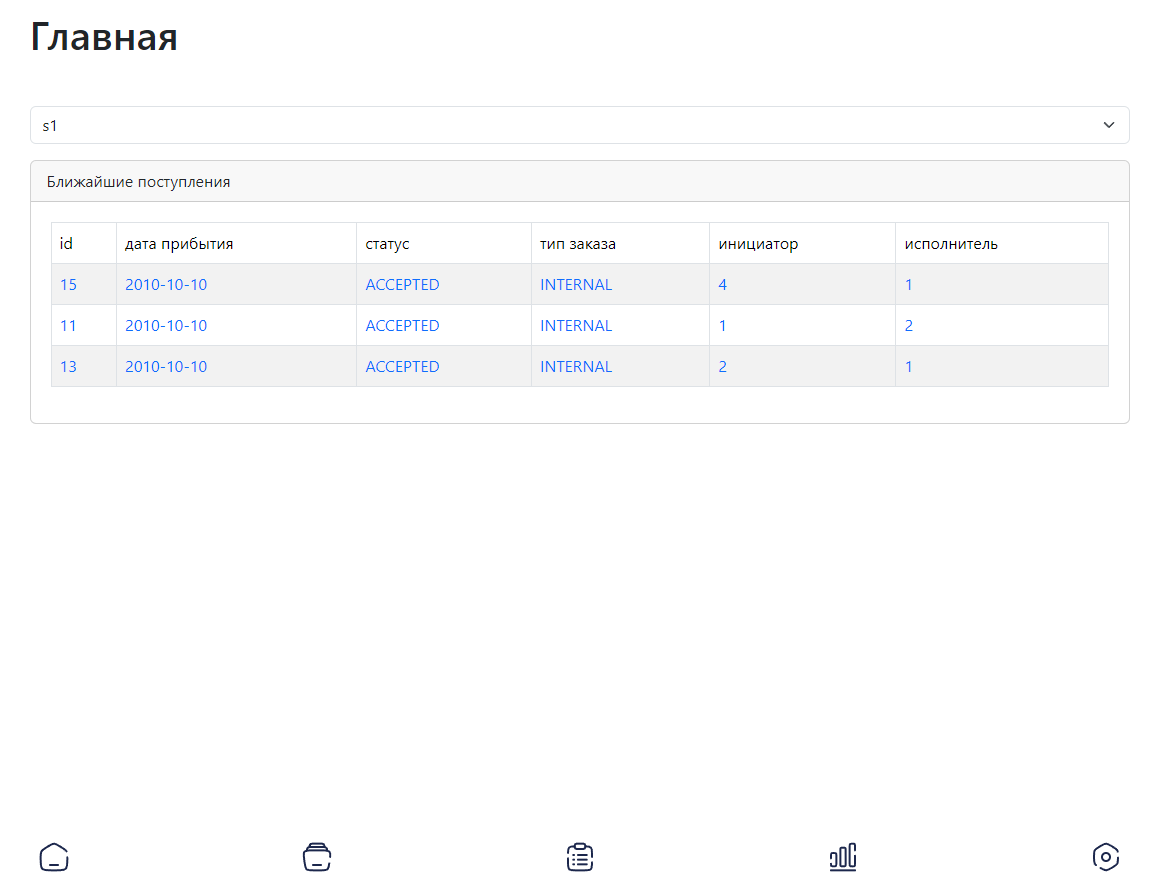 Главная
s1
Ближайшие поступления
id дата прибытия статус тип заказа инициатор исполнитель
15 2010-10-10 ACCEPTED INTERNAL 4 1
11 2010-10-10 ACCEPTED INTERNAL 1 2
13 2010-10-10 ACCEPTED INTERNAL 2 1